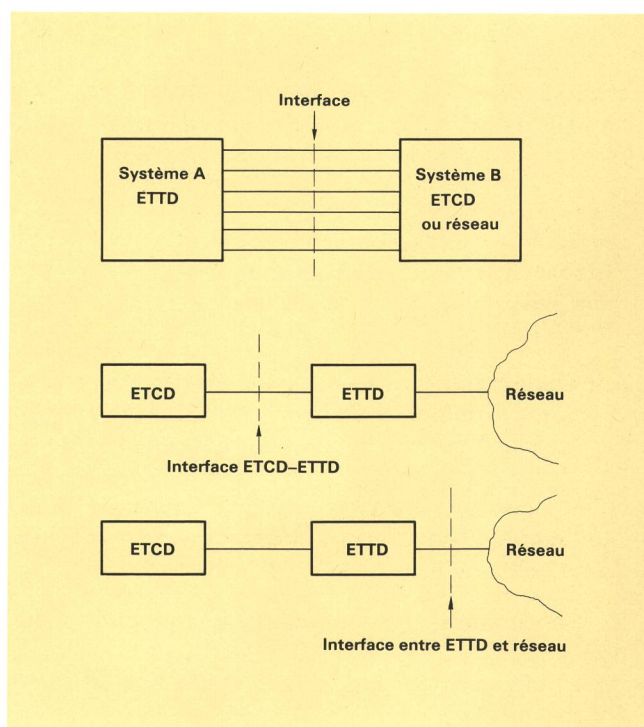 Interface
Système A
ETTD
Système B
ETCD
ou réseau
ETCD
ETTD
Réseau
Interface ETCD–ETTD
ETCD
ETTD
Réseau
Interface entre ETTD et réseau